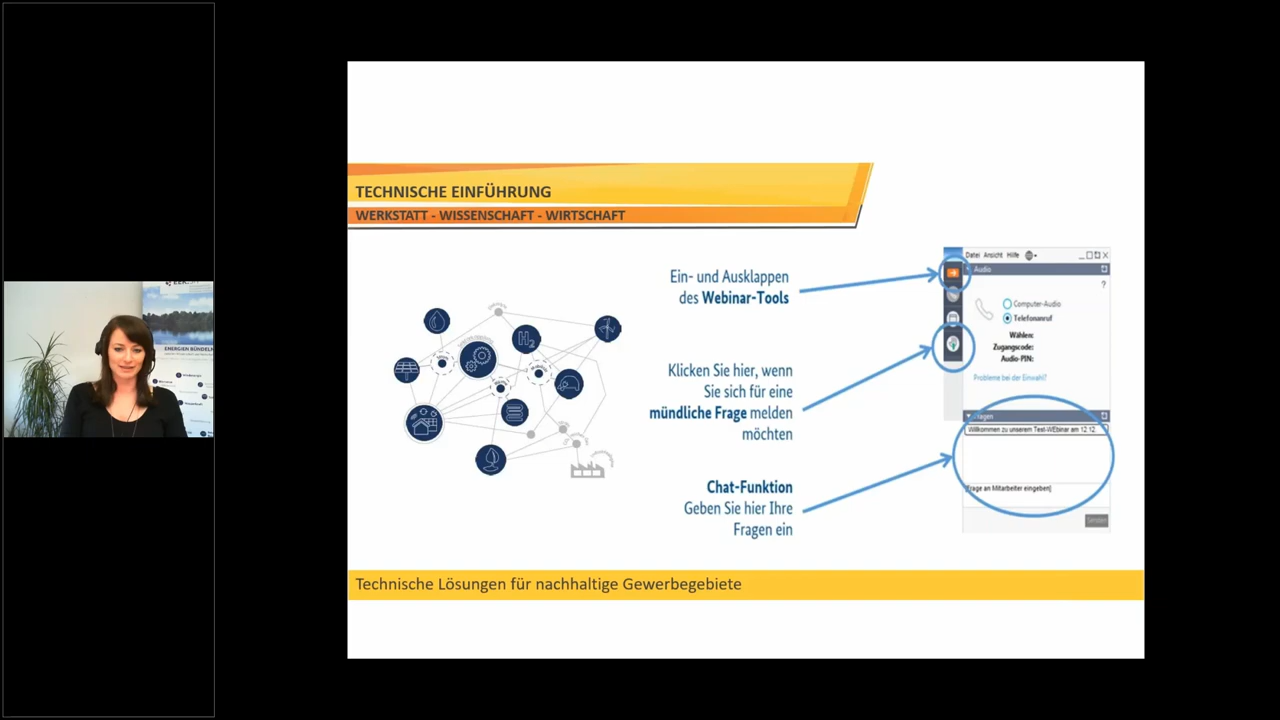 TECHNISCHE EINFÜHRUNG
WERKSTATT - WISSENSCHAFT - WIRTSCHAFT
Ein- und Ausklappen
des Webinar-Tools
Klicken Sie hier, wenn
Sie sich für eine
mündliche Frage melden
möchten
Chat-Funktion
Geben Sie hier Ihre
Fragen ein
H2
Datei Ansicht Hilfe
Audio
?
Computer-Audio
Telefonanruf
Wählen:
Zugangscode:
Audio-PIN:
Probleme bei der Einwahl?
Fragen
Willkommen zu unserem Test-WEbinar am 12.12.
[Frage an Mitarbeiter eingeben]
Senden
Technische Lösungen für nachhaltige Gewerbegebiete
ENERGIEN BÜNDELN